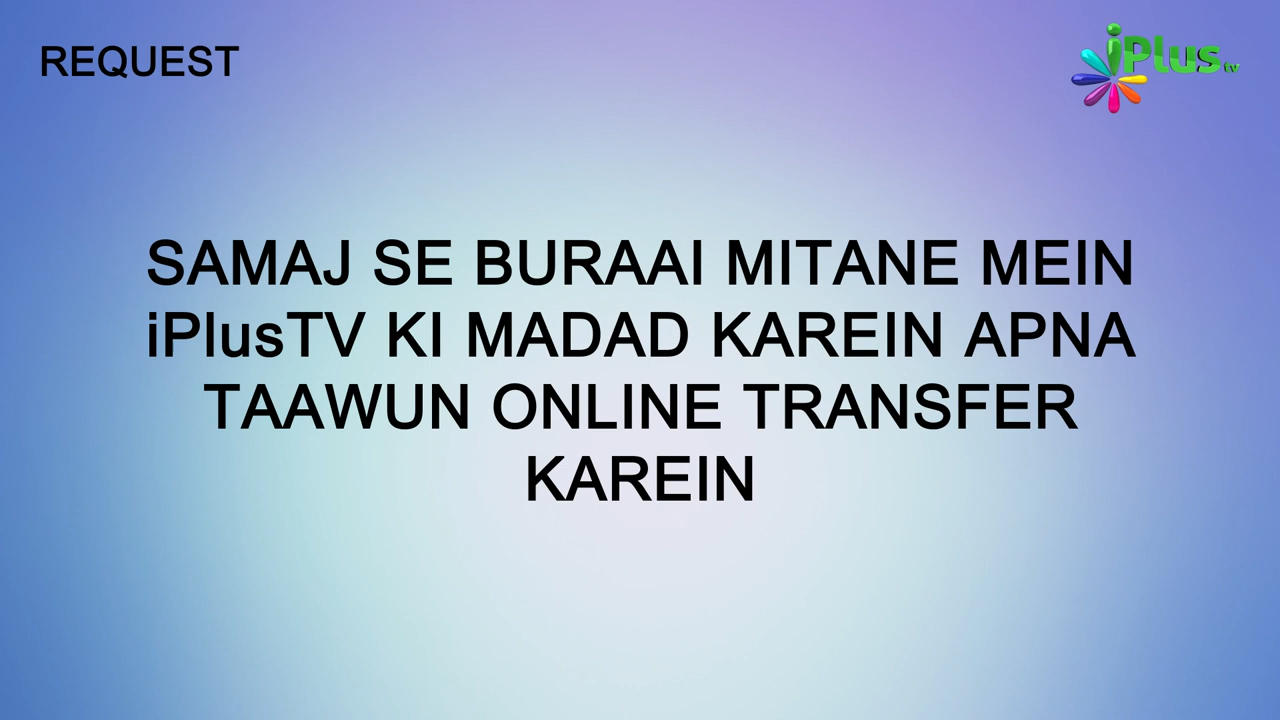 REQUEST
iPlus tv
SAMAJ SE BURAAI MITANE MEIN
iPlusTV KI MADAD KAREIN APNA
TAAWUN ONLINE TRANSFER
KAREIN